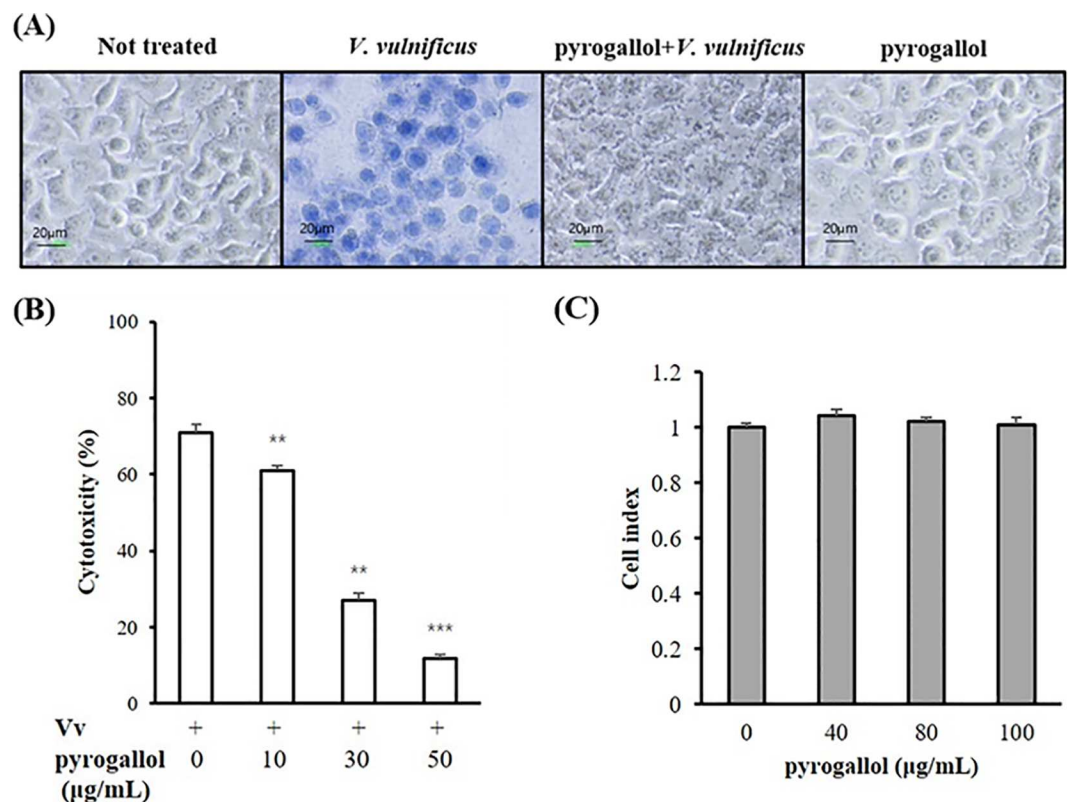 (A)
Not treated V. vulnificus pyrogallol+V. vulnificus pyrogallol
20μm 20μm 20μm 20μm
(B)
100
80
60
40
20
0
Cytotoxicity (%)
**
**
***
Vv + + + +
pyrogallol 0 10 30 50
(μg/mL)
(C)
1.2
1
0.8
0.6
0.4
0.2
0
Cell index
0 40 80 100
pyrogallol (μg/mL)